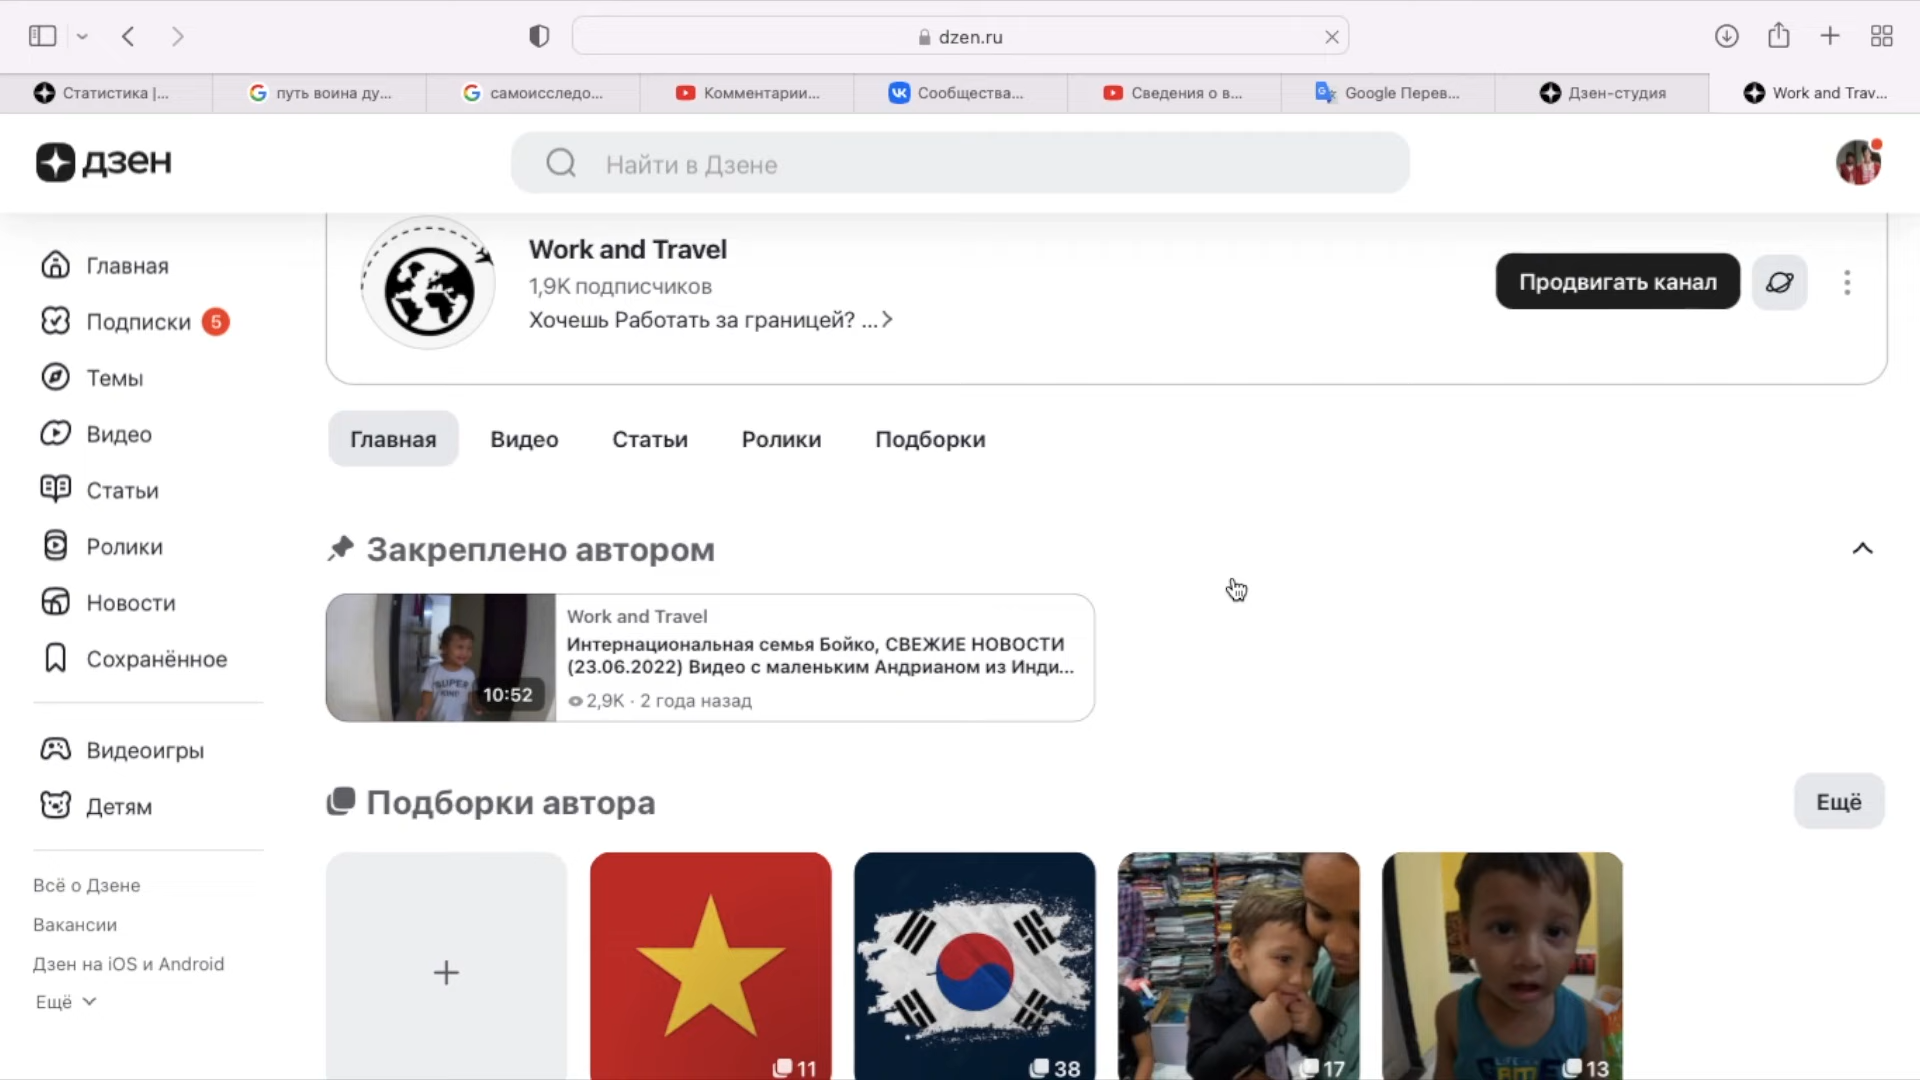 dzen.ru
Статистика |...
путь воина ду...
самоисследо...
Комментарии...
Сообщества...
Сведения о в...
Google Перев...
Дзен-студия
Work and Trav...
дзен
Найти в Дзене
Главная
Подписки 5
Темы
Видео
Статьи
Ролики
Новости
Сохранённое
Видеоигры
Детям
Всё о Дзене
Вакансии
Дзен на iOS и Android
Ещё
Work and Travel
1,9K подписчиков
Хочешь Работать за границей? ...
Продвигать канал
Главная
Видео
Статьи
Ролики
Подборки
Закреплено автором
10:52
Work and Travel
Интернациональная семья Бойко, СВЕЖИЕ НОВОСТИ
(23.06.2022) Видео с маленьким Андрианом из Инди...
2,9K · 2 года назад
Подборки автора
Ещё
11
38
17
13